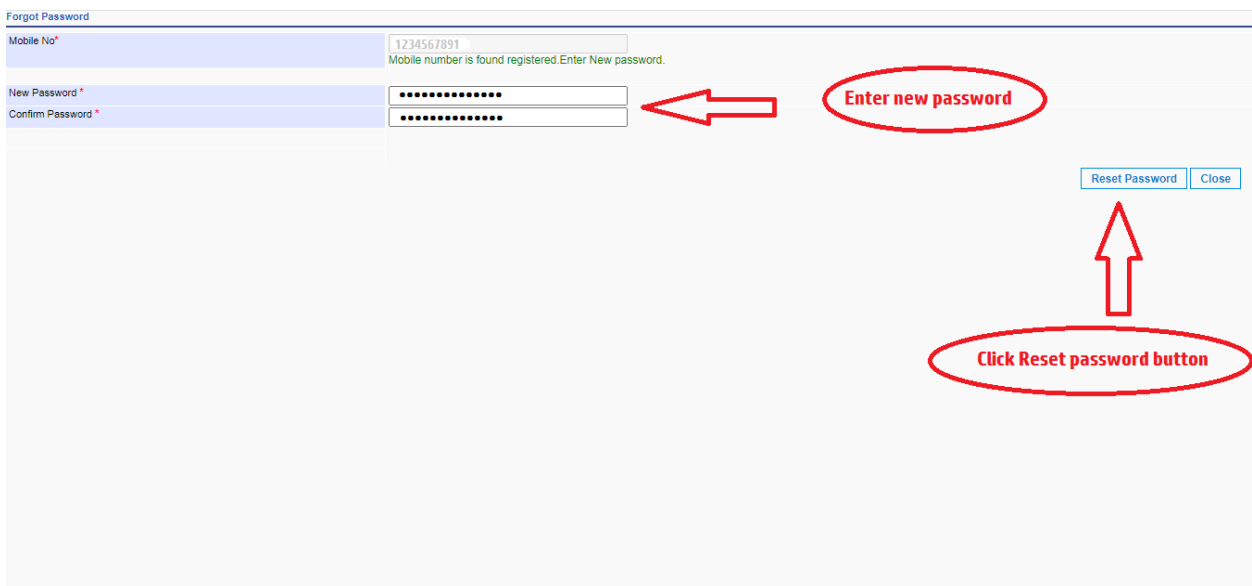 Forgot Password
Mobile No*
1234567891
Mobile number is found registered.Enter New password.
New Password *
••••••••••••••
Enter new password
Confirm Password *
••••••••••••••
Reset Password Close
Click Reset password button